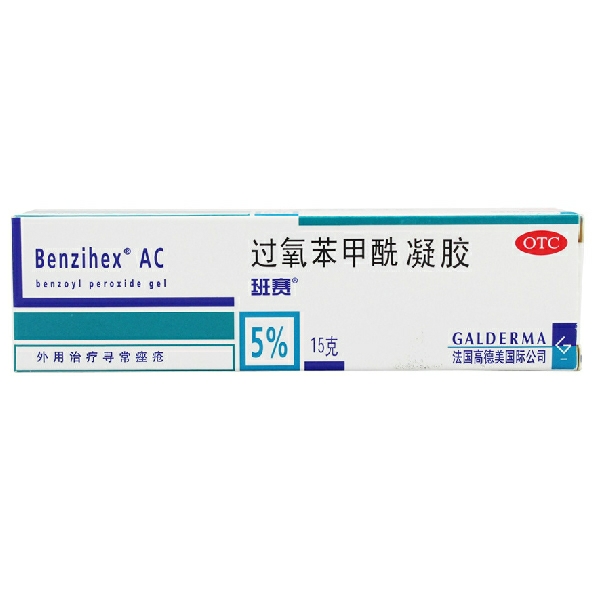 Benzihex® AC
benzoyl peroxide gel
外用治疗寻常痤疮
过氧苯甲酰凝胶
班赛®
5%
15克
OTC
GALDERMA
法国高德美国际公司